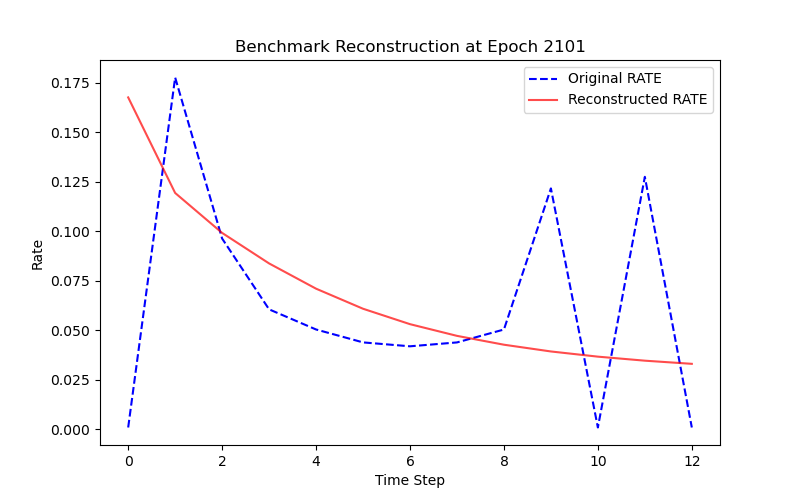 Benchmark Reconstruction at Epoch 2101
Original RATE
Reconstructed RATE
Rate
0.175
0.150
0.125
0.100
0.075
0.050
0.025
0.000
0 2 4 6 8 10 12
Time Step